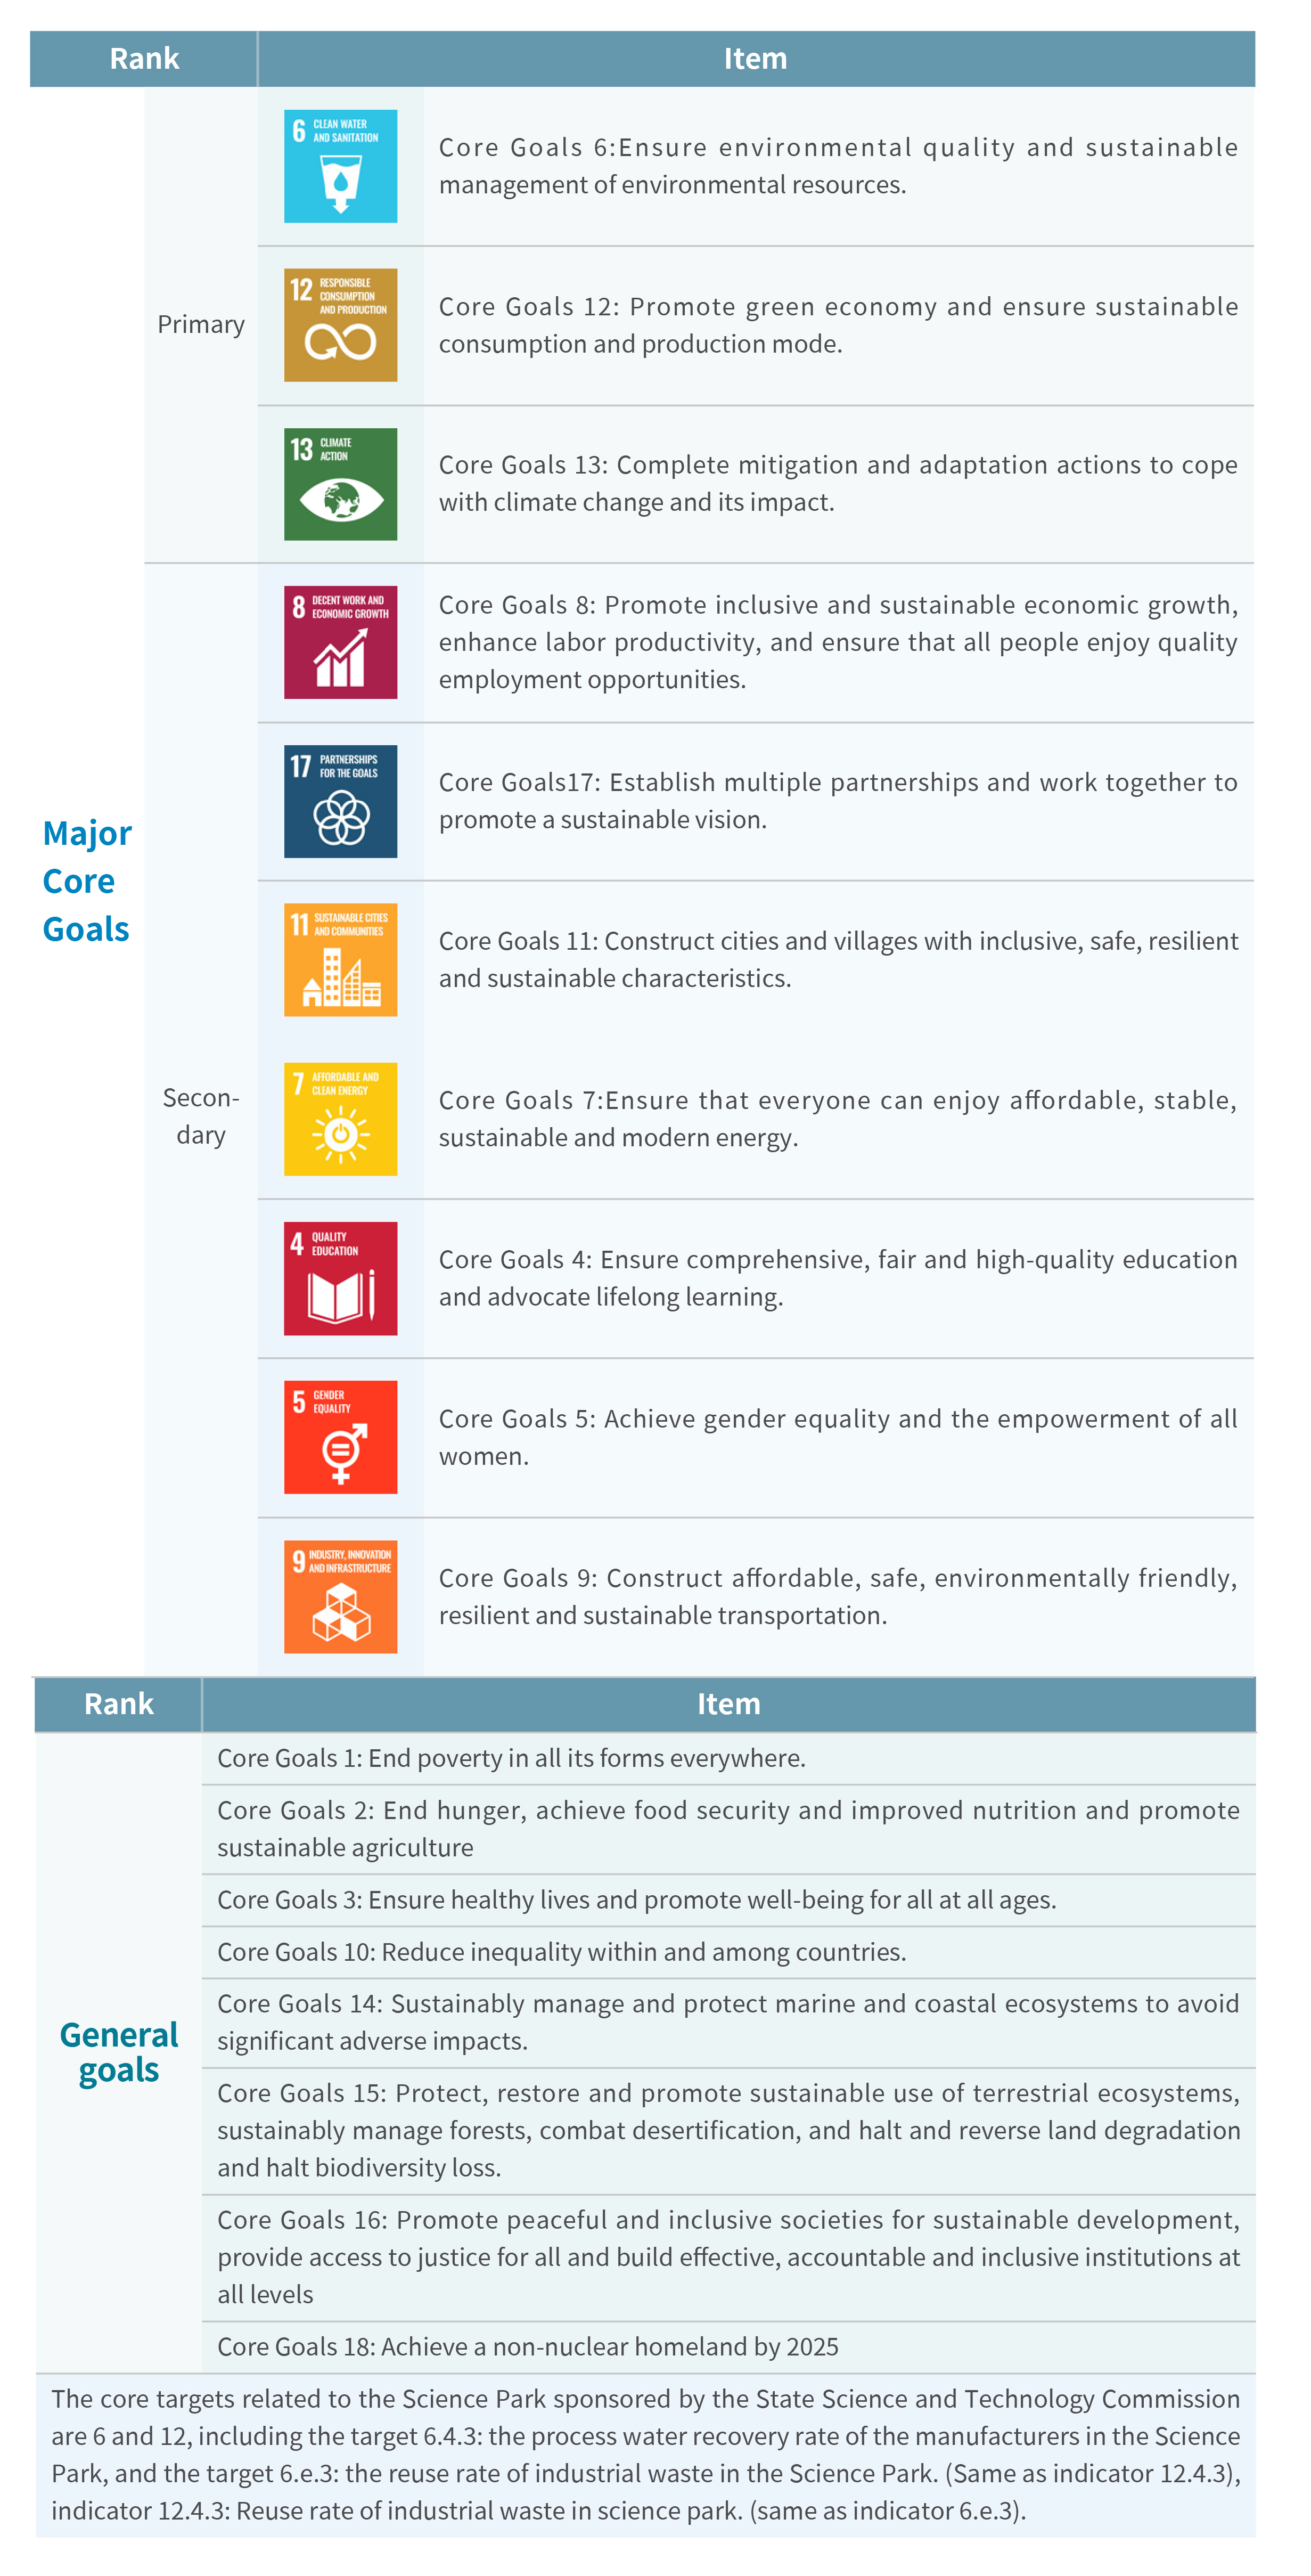 Rank
Item
Major
Core
Goals
Primary
6 CLEAN WATER
AND SANITATION
Core Goals 6:Ensure environmental quality and sustainable
management of environmental resources.
12 RESPONSIBLE
CONSUMPTION
AND PRODUCTION
Core Goals 12: Promote green economy and ensure sustainable
consumption and production mode.
13 CLIMATE
ACTION
Core Goals 13: Complete mitigation and adaptation actions to cope
with climate change and its impact.
Secon-
dary
8 DECENT WORK AND
ECONOMIC GROWTH
Core Goals 8: Promote inclusive and sustainable economic growth,
enhance labor productivity, and ensure that all people enjoy quality
employment opportunities.
17 PARTNERSHIPS
FOR THE GOALS
Core Goals17: Establish multiple partnerships and work together to
promote a sustainable vision.
11 SUSTAINABLE CITIES
AND COMMUNITIES
Core Goals 11: Construct cities and villages with inclusive, safe, resilient
and sustainable characteristics.
7 AFFORDABLE AND
CLEAN ENERGY
Core Goals 7:Ensure that everyone can enjoy affordable, stable,
sustainable and modern energy.
4 QUALITY
EDUCATION
Core Goals 4: Ensure comprehensive, fair and high-quality education
and advocate lifelong learning.
5 GENDER
EQUALITY
Core Goals 5: Achieve gender equality and the empowerment of all
women.
9 INDUSTRY, INNOVATION
AND INFRASTRUCTURE
Core Goals 9: Construct affordable, safe, environmentally friendly,
resilient and sustainable transportation.
Rank
Item
General
goals
Core Goals 1: End poverty in all its forms everywhere.
Core Goals 2: End hunger, achieve food security and improved nutrition and promote
sustainable agriculture
Core Goals 3: Ensure healthy lives and promote well-being for all at all ages.
Core Goals 10: Reduce inequality within and among countries.
Core Goals 14: Sustainably manage and protect marine and coastal ecosystems to avoid
significant adverse impacts.
Core Goals 15: Protect, restore and promote sustainable use of terrestrial ecosystems,
sustainably manage forests, combat desertification, and halt and reverse land degradation
and halt biodiversity loss.
Core Goals 16: Promote peaceful and inclusive societies for sustainable development,
provide access to justice for all and build effective, accountable and inclusive institutions at
all levels
Core Goals 18: Achieve a non-nuclear homeland by 2025
The core targets related to the Science Park sponsored by the State Science and Technology Commission
are 6 and 12, including the target 6.4.3: the process water recovery rate of the manufacturers in the Science
Park, and the target 6.e.3: the reuse rate of industrial waste in the Science Park. (Same as indicator 12.4.3),
indicator 12.4.3: Reuse rate of industrial waste in science park. (same as indicator 6.e.3).